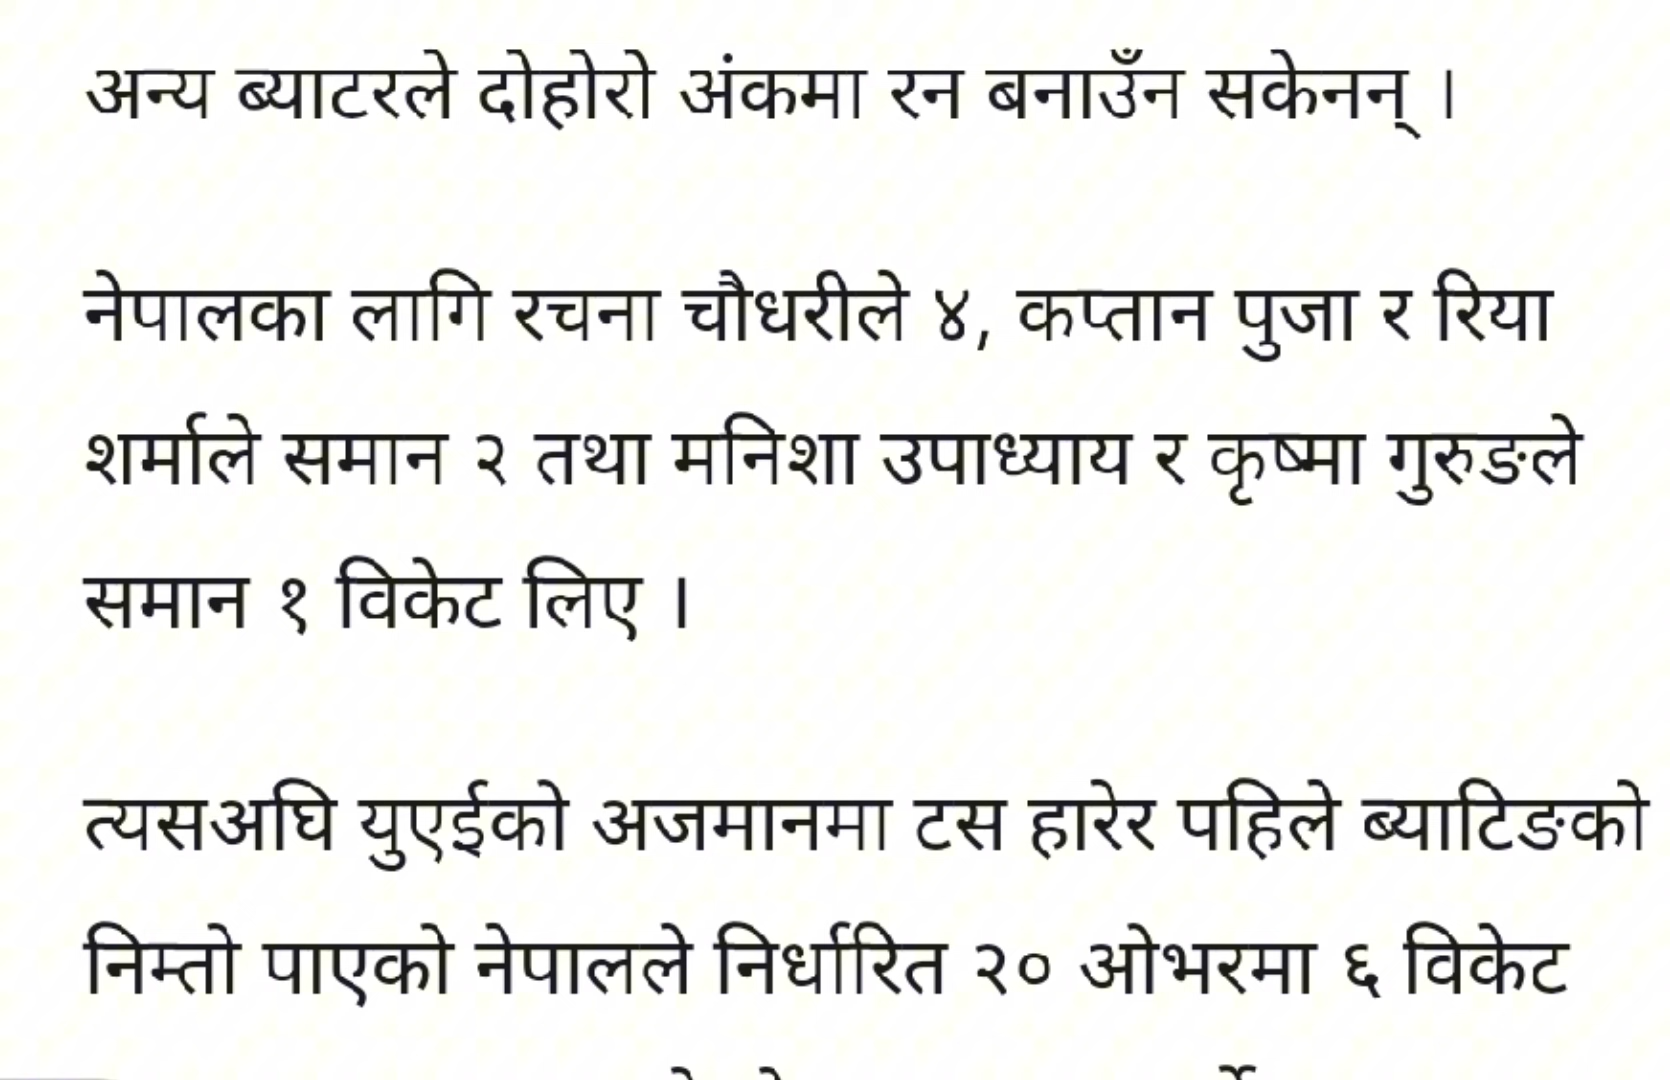 अन्य ब्याटरले दोहोरो अंकमा रन बनाउँन सकेनन् ।
नेपालका लागि रचना चौधरीले ४, कप्तान पुजा र रिया
शर्माले समान २ तथा मनिशा उपाध्याय र कृष्मा गुरुङले
समान १ विकेट लिए ।
त्यसअघि युएईको अजमानमा टस हारेर पहिले ब्याटिङको
निम्तो पाएको नेपालले निर्धारित २० ओभरमा ६ विकेट